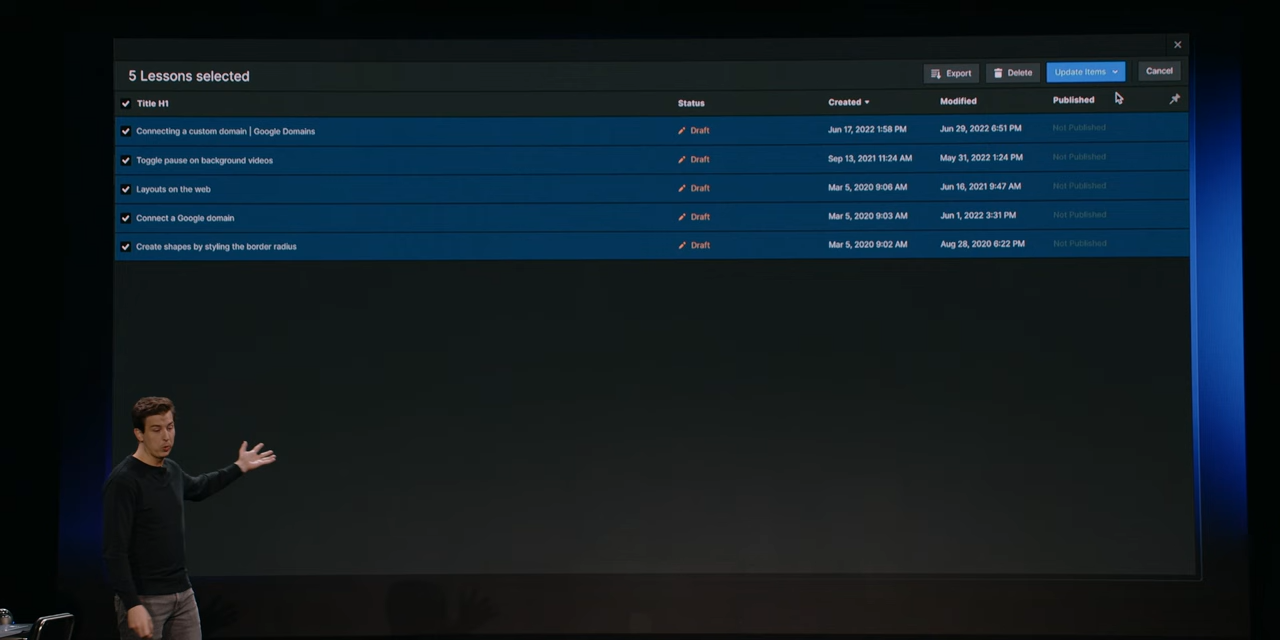 5 Lessons selected Export Delete Update Items Cancel
Title H1 Status Created Modified Published
Connecting a custom domain | Google Domains Draft Jun 17, 2022 1:58 PM Jun 29, 2022 6:51 PM Not Published
Toggle pause on background videos Draft Sep 13, 2021 11:24 AM May 31, 2022 1:24 PM Not Published
Layouts on the web Draft Mar 5, 2020 9:06 AM Jun 16, 2021 9:47 AM Not Published
Connect a Google domain Draft Mar 5, 2020 9:03 AM Jun 1, 2022 3:31 PM Not Published
Create shapes by styling the border radius Draft Mar 5, 2020 9:02 AM Aug 28, 2020 6:22 PM Not Published